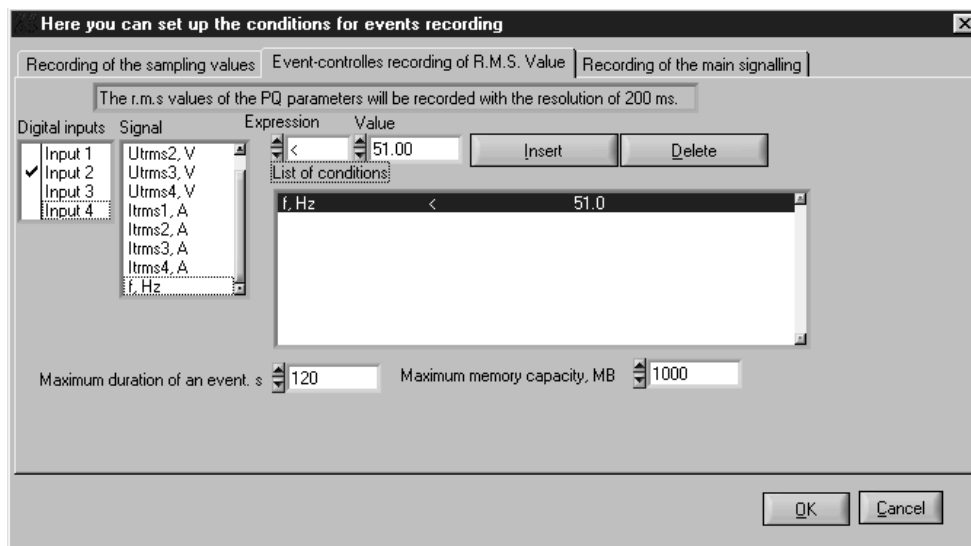 Here you can set up the conditions for events recording
Recording of the sampling values
Event-controlles recording of R.M.S. Value
Recording of the main signalling
The r.m.s values of the PQ parameters will be recorded with the resolution of 200 ms.
Digital inputs
Input 1
Input 2
Input 3
Input 4
Signal
Utrms2, V
Utrms3, V
Utrms4, V
Itrms1, A
Itrms2, A
Itrms3, A
Itrms4, A
f, Hz
Expression
<
Value
51.00
Insert
Delete
List of conditions
f, Hz < 51.0
Maximum duration of an event. s
120
Maximum memory capacity, MB
1000
OK
Cancel